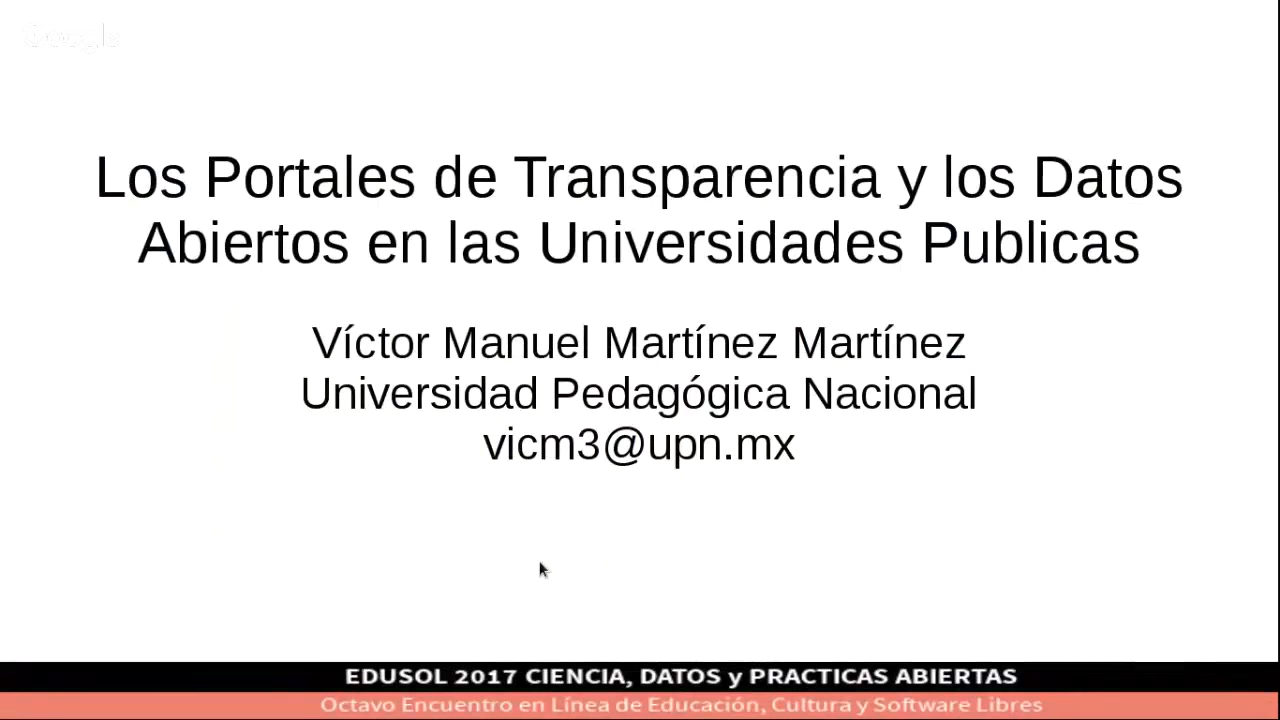 Google
Los Portales de Transparencia y los Datos
Abiertos en las Universidades Publicas
Víctor Manuel Martínez Martínez
Universidad Pedagógica Nacional
vicm3@upn.mx
EDUSOL 2017 CIENCIA, DATOS y PRACTICAS ABIERTAS
Octavo Encuentro en Línea de Educación, Cultura y Software Libres